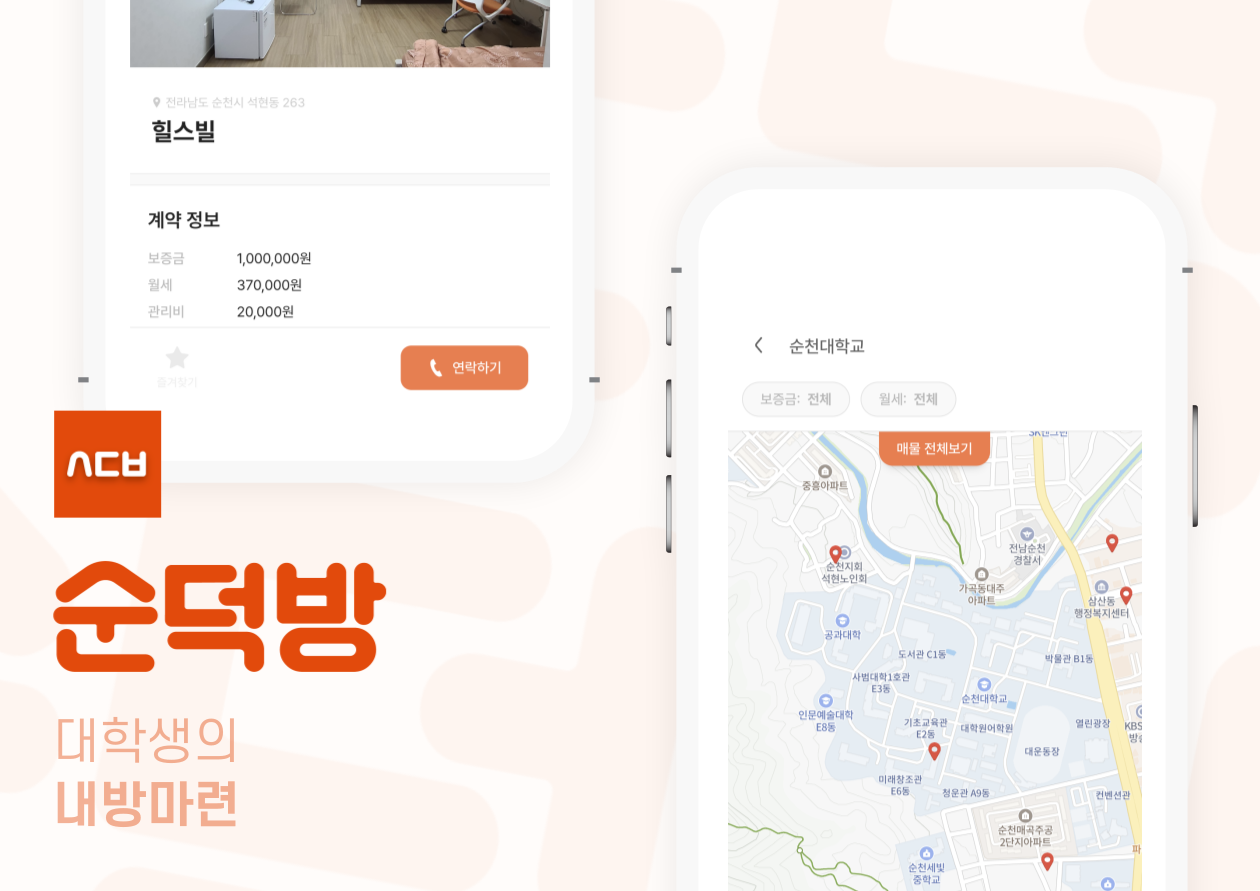 전라남도 순천시 석현동 263
힐스빌
계약 정보
보증금 1,000,000원
월세 370,000원
관리비 20,000원
즐겨찾기
연락하기
ㅅㄷㅂ
순덕방
대학생의
내방마련
순천대학교
보증금: 전체 월세: 전체
매물 전체보기
중흥아파트
순천지회
석현노인회
전남순천
경찰서
가곡동대주
아파트
삼산동
행정복지센터
공과대학
도서관 C1동
박물관 B1동
사범대학1호관
E3동
순천대학교
인문예술대학
E8동
기초교육관
E2동
대학원어학원
열린광장
KBS
대운동장
미래창조관
E6동
청운관 A9동
컨벤션관
순천매곡주공
2단지아파트
순천세빛
중학교